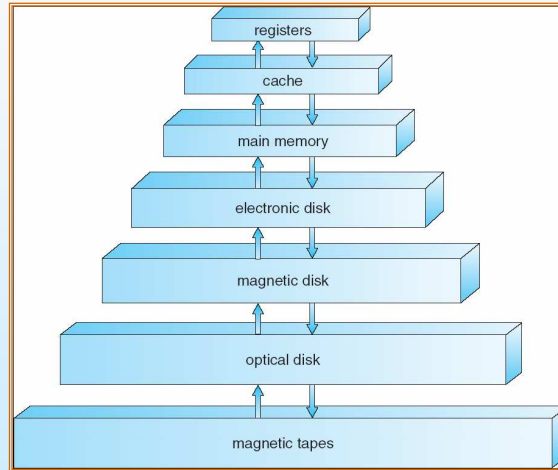 registers
cache
main memory
electronic disk
magnetic disk
optical disk
magnetic tapes